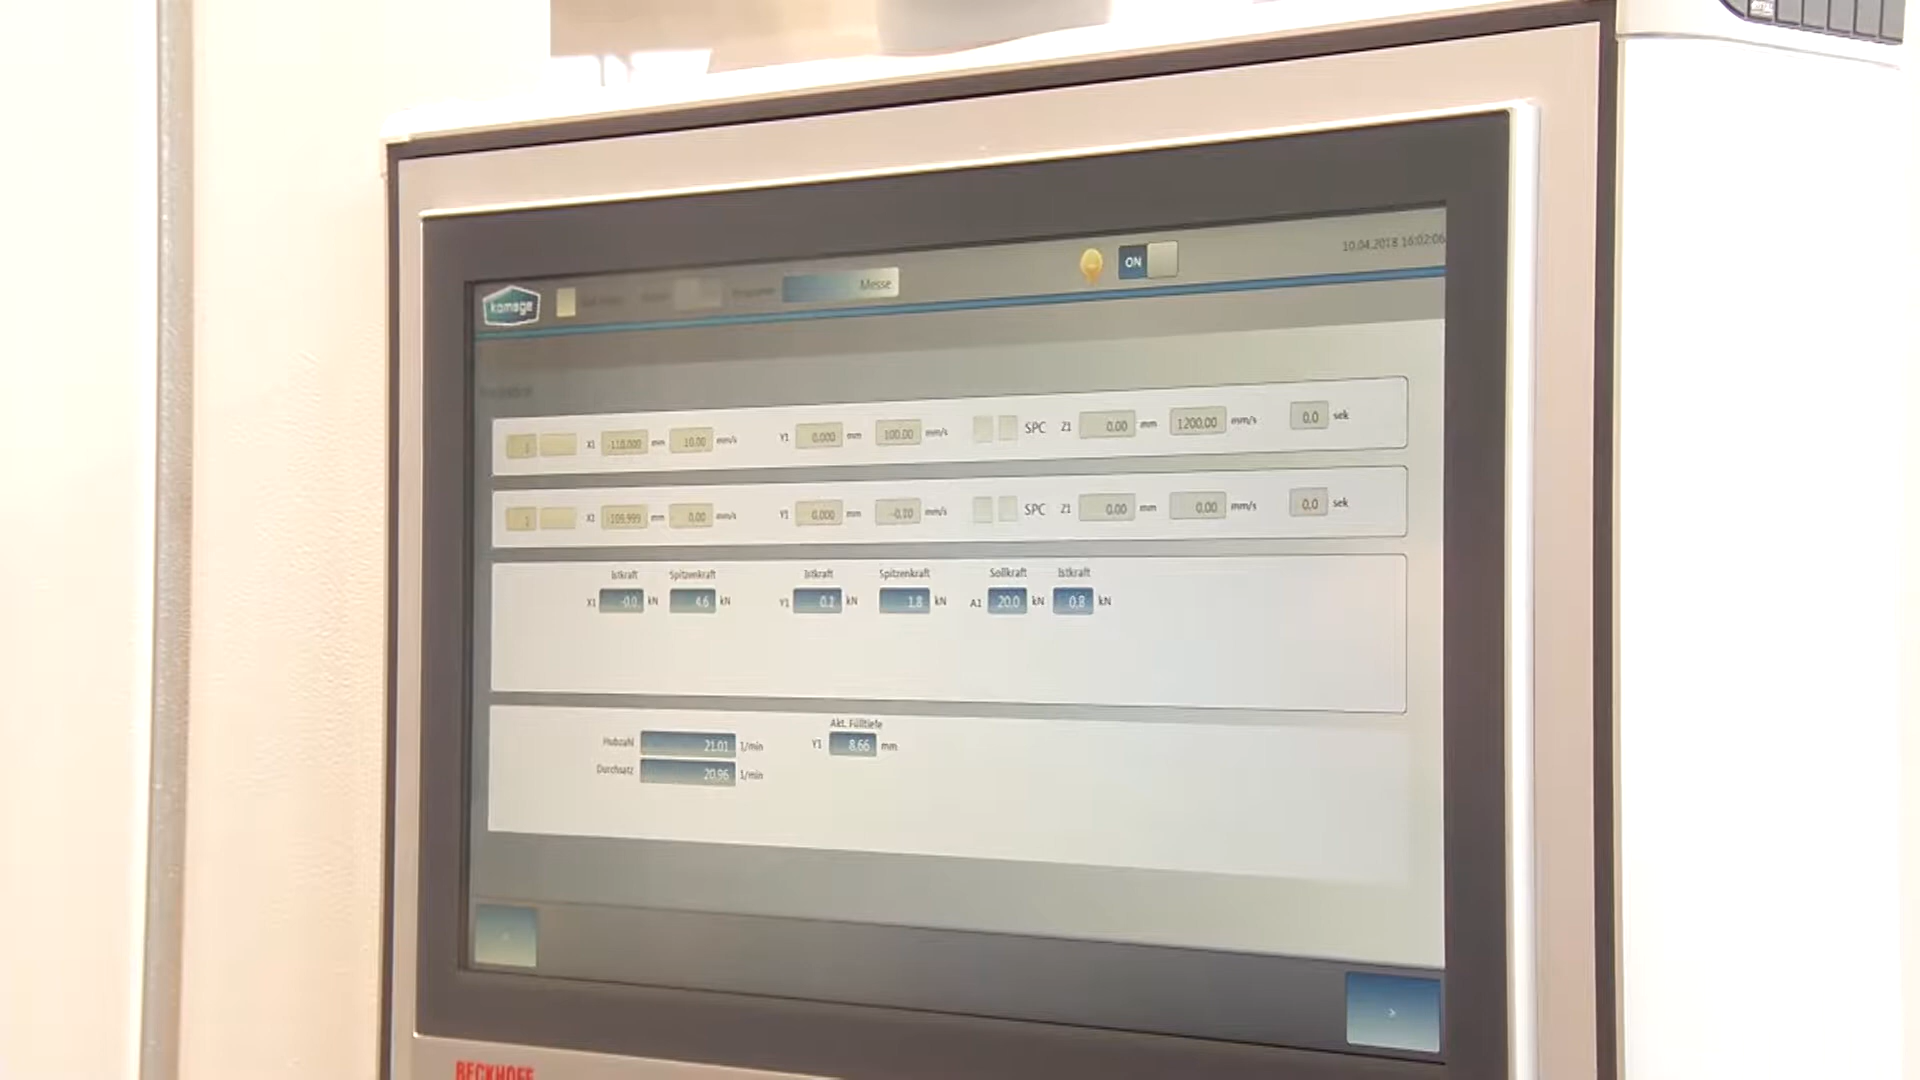 komage Messe ON 10.04.2018 16:02:06
1 X1 -110,000 mm 10.00 mm/s Y1 0,000 mm 100.00 mm/s SPC Z1 0,00 mm 1200,00 mm/s 0.0 sek
1 X1 -109,999 mm 0,00 mm/s Y1 0,000 mm -0,10 mm/s SPC Z1 0,00 mm 0,00 mm/s 0.0 sek
Istkraft Spitzenkraft Istkraft Spitzenkraft Sollkraft Istkraft
X1 -0.0 kN 4.6 kN Y1 kN 1.8 kN A1 20.0 kN 0.8 kN
Akt. Fülltiefe
Hubzahl 21.01 1/min Y1 8.66 mm
Durchsatz 20.96 1/min
>
BECKHOFF